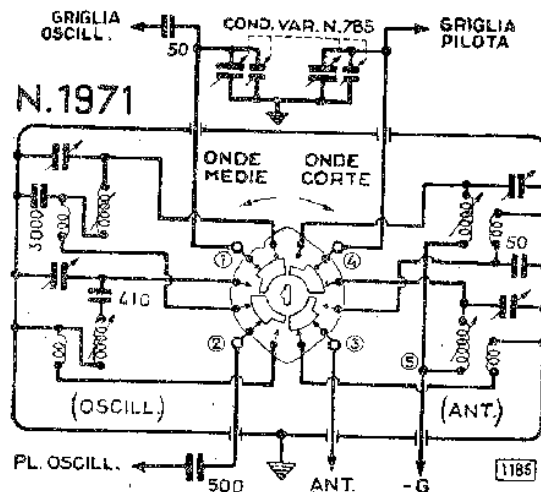 GRIGLIA OSCILL.
50
COND. VAR. N.785
GRIGLIA PILOTA
N.1971
ONDE MEDIE
ONDE CORTE
3000
50
①
④
1
410
②
③
⑤
(OSCILL.)
(ANT.)
PL. OSCILL.
500
ANT.
-G
1185